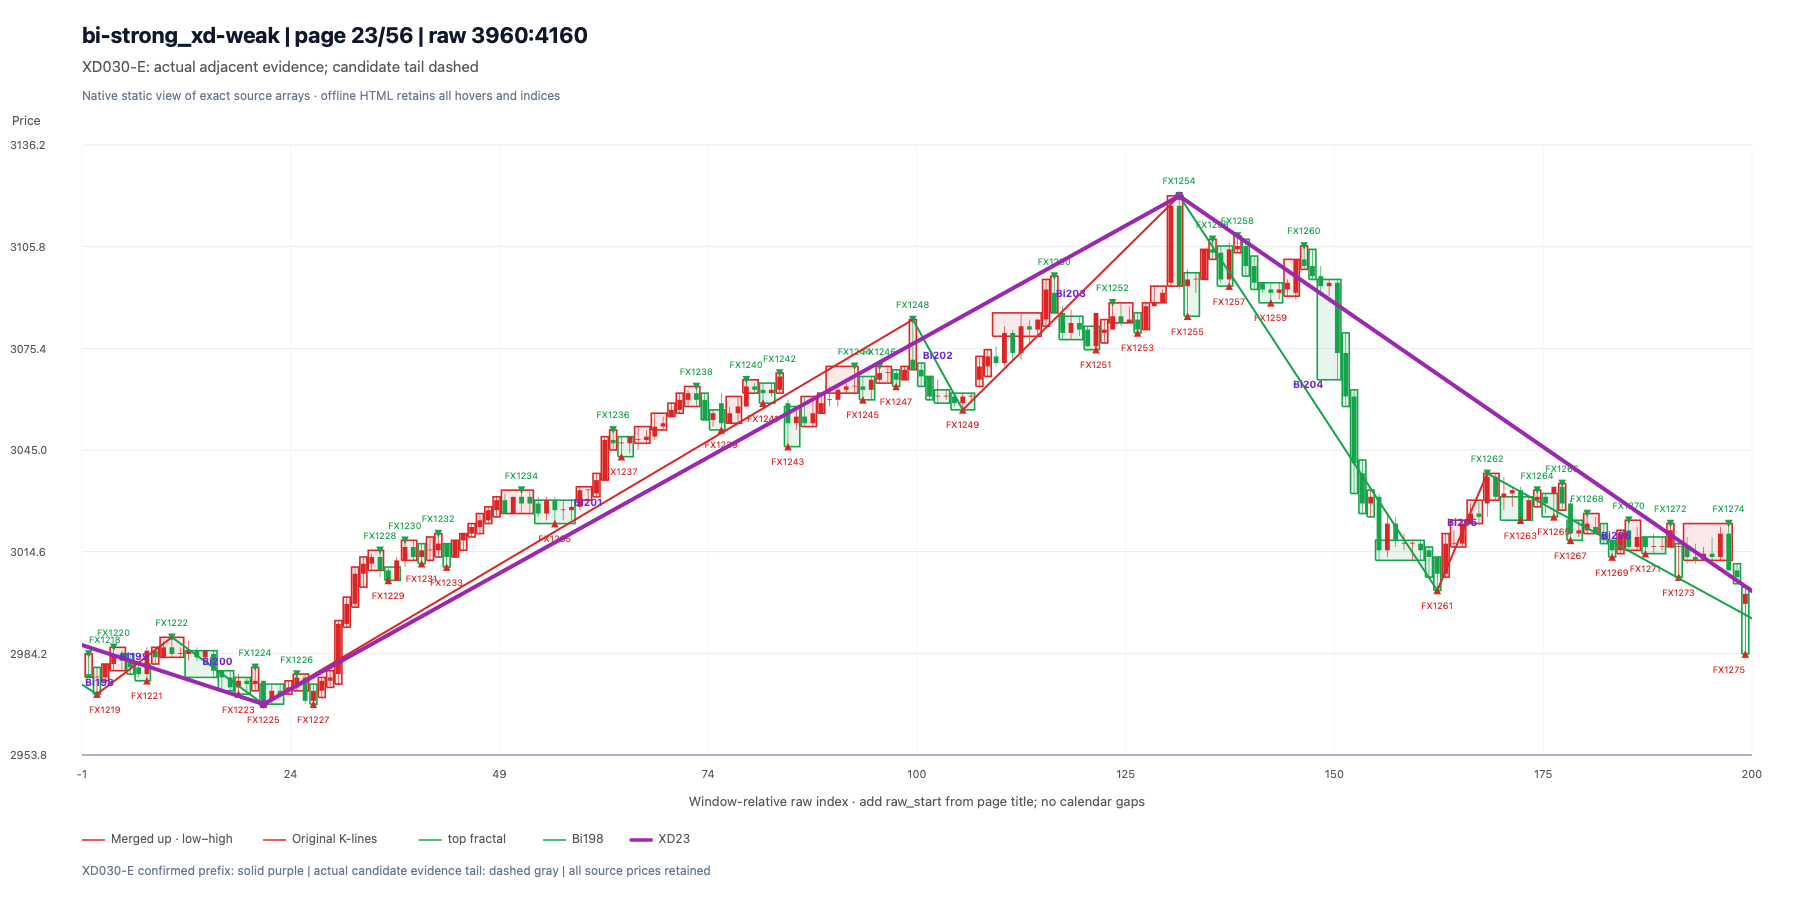 bi-strong_xd-weak | page 23/56 | raw 3960:4160
XD030-E: actual adjacent evidence; candidate tail dashed
Native static view of exact source arrays · offline HTML retains all hovers and indices
Price
3136.2
3105.8
3075.4
3045.0
3014.6
2984.2
2953.8
FX1254
FX1258
FX1260
FX1252
FX1248
FX1246
FX1242
FX1240
FX1238
FX1236
FX1234
FX1232
FX1230
FX1228
FX1226
FX1224
FX1222
FX1220
FX1218
FX1262
FX1264
FX1268
FX1272
FX1274
FX1219
FX1221
FX1223
FX1225
FX1227
FX1229
FX1231
FX1233
FX1237
FX1243
FX1245
FX1247
FX1249
FX1251
FX1253
FX1255
FX1257
FX1259
FX1261
FX1263
FX1267
FX1269
FX1271
FX1273
FX1275
Bi198
Bi200
Bi201
Bi202
Bi203
Bi204
-1 24 49 74 100 125 150 175 200
Window-relative raw index · add raw_start from page title; no calendar gaps
Merged up · low–high Original K-lines top fractal Bi198 XD23
XD030-E confirmed prefix: solid purple | actual candidate evidence tail: dashed gray | all source prices retained